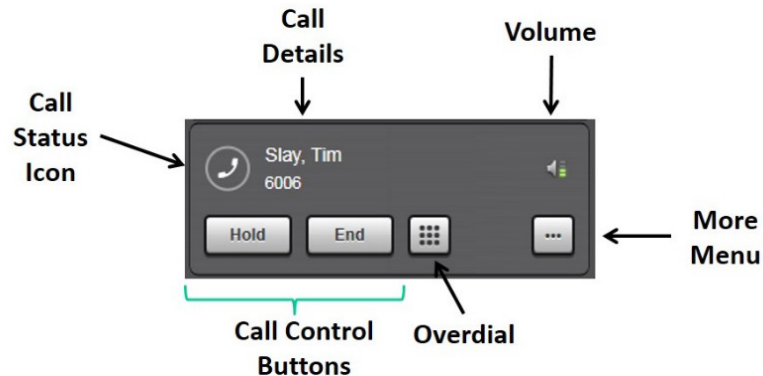 Call
Details
Volume
Call
Status
Icon
Slay, Tim
6006
Hold
End
...
More
Menu
Call Control
Buttons
Overdial